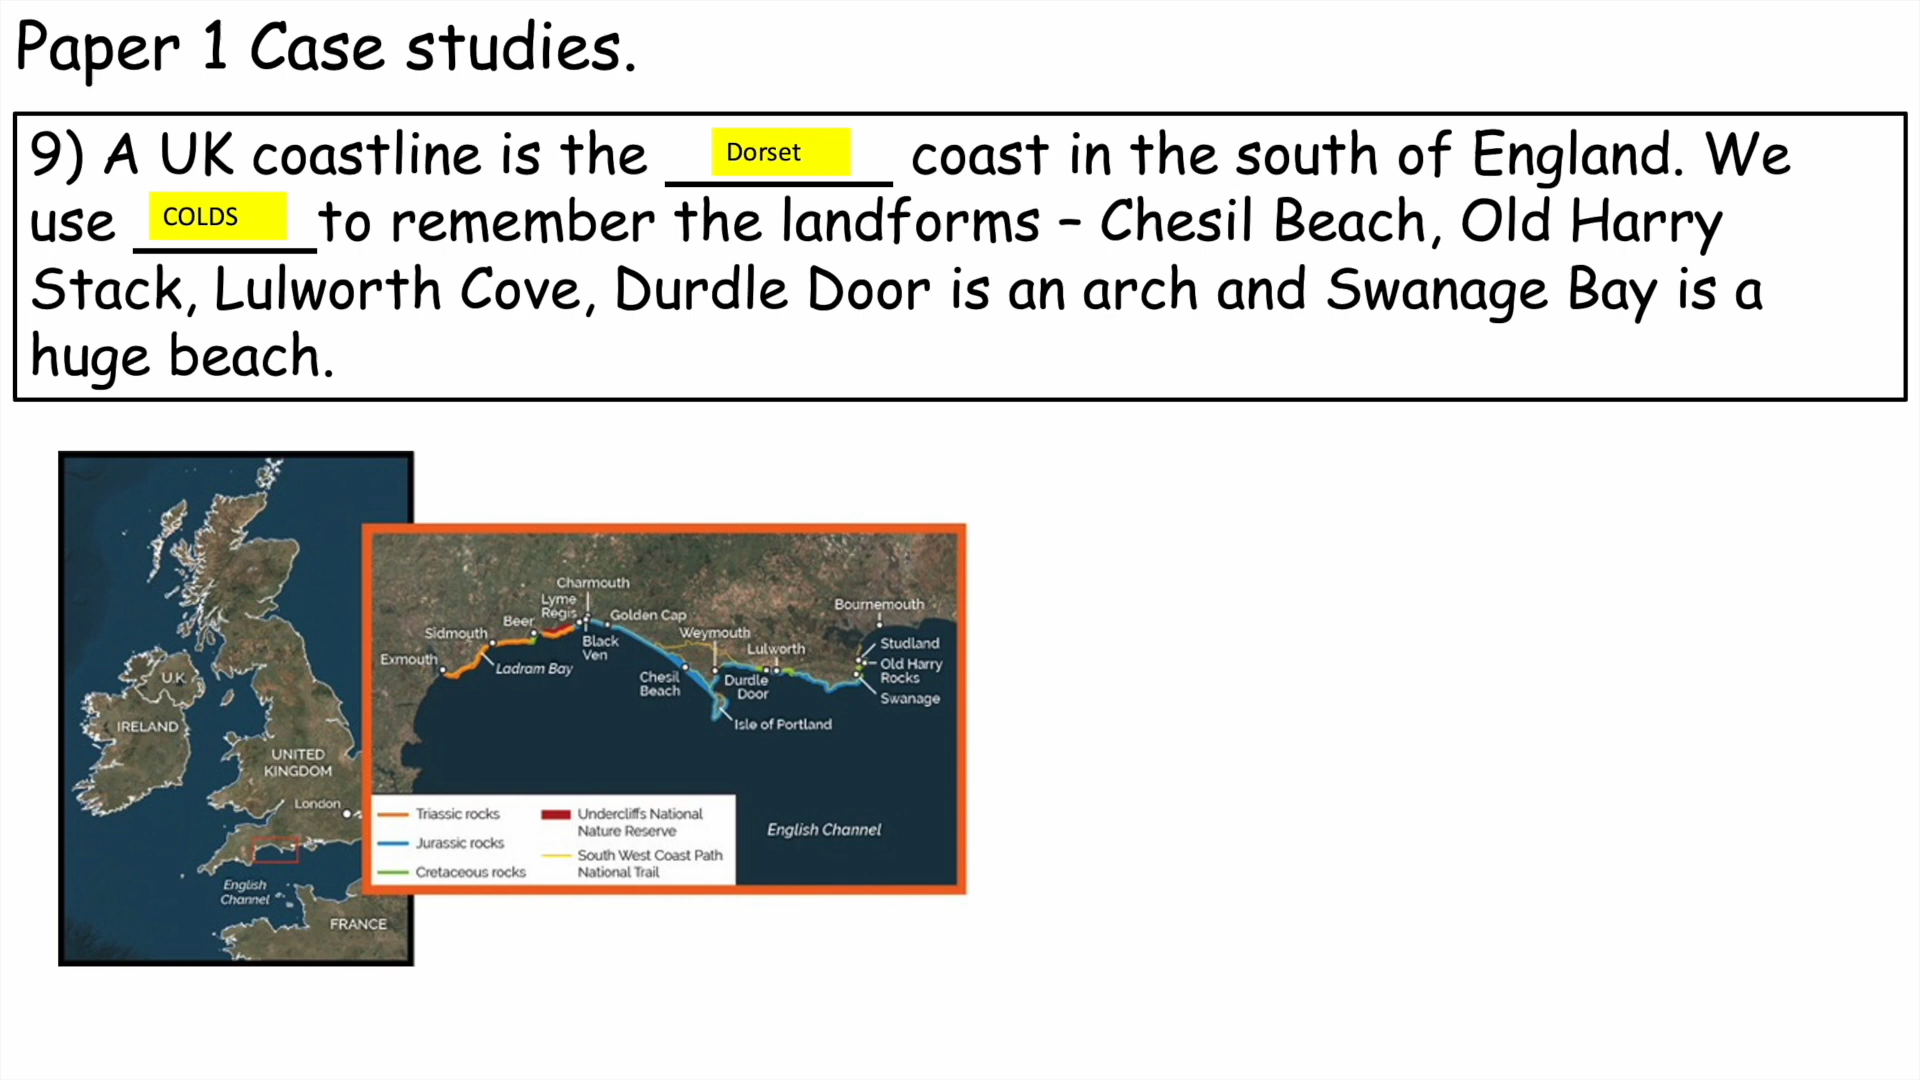 Paper 1 Case studies.
9) A UK coastline is the Dorset coast in the south of England. We
use COLDS to remember the landforms – Chesil Beach, Old Harry
Stack, Lulworth Cove, Durdle Door is an arch and Swanage Bay is a
huge beach.
U.K.
IRELAND
UNITED
KINGDOM
London
English
Channel
FRANCE
Charmouth
Lyme
Regis
Beer
Sidmouth
Exmouth
Ladram Bay
Black
Ven
Golden Cap
Weymouth
Chesil
Beach
Durdle
Door
Lulworth
Isle of Portland
Bournemouth
Studland
Old Harry
Rocks
Swanage
English Channel
Triassic rocks
Jurassic rocks
Cretaceous rocks
Undercliffs National
Nature Reserve
South West Coast Path
National Trail